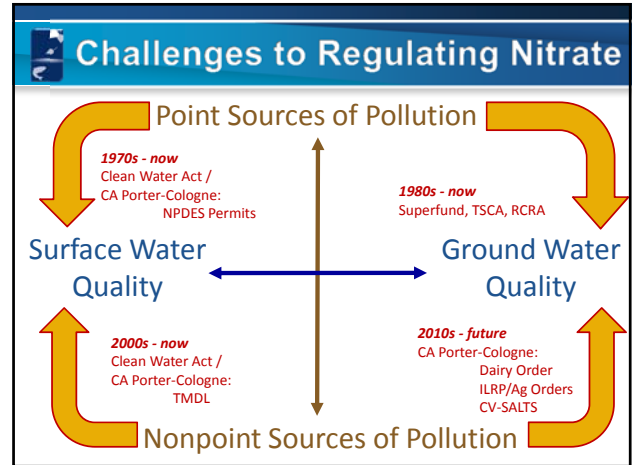 Challenges to Regulating Nitrate
Point Sources of Pollution
1970s - now
Clean Water Act /
CA Porter-Cologne:
NPDES Permits
1980s - now
Superfund, TSCA, RCRA
Surface Water
Quality
Ground Water
Quality
2000s - now
Clean Water Act /
CA Porter-Cologne:
TMDL
2010s - future
CA Porter-Cologne:
Dairy Order
ILRP/Ag Orders
CV-SALTS
Nonpoint Sources of Pollution